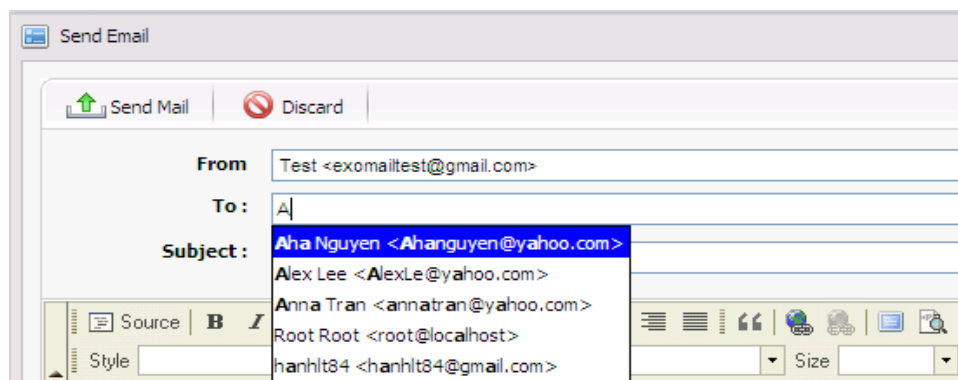 Send Email
Send Mail Discard
From Test <exomailtest@gmail.com>
To : A
Subject :
Aha Nguyen <Ahanguyen@yahoo.com>
Alex Lee <AlexLe@yahoo.com>
Anna Tran <annatran@yahoo.com>
Root Root <root@localhost>
hanhlt84 <hanhlt84@gmail.com>
Source B I
Style Size